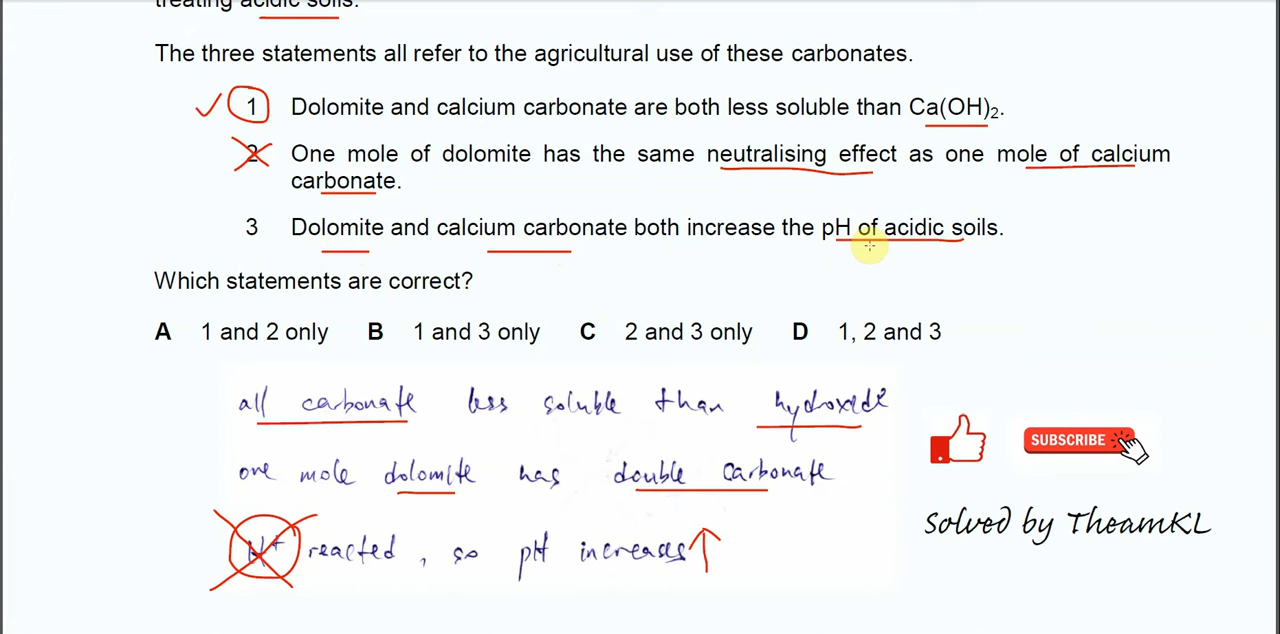 treating acidic soils.
The three statements all refer to the agricultural use of these carbonates.
1 Dolomite and calcium carbonate are both less soluble than Ca(OH)₂.
2 One mole of dolomite has the same neutralising effect as one mole of calcium
carbonate.
3 Dolomite and calcium carbonate both increase the pH of acidic soils.
Which statements are correct?
A 1 and 2 only B 1 and 3 only C 2 and 3 only D 1, 2 and 3
all carbonate less soluble than hydroxide
one mole dolomite has double carbonate
H⁺ reacted, so pH increases ↑
SUBSCRIBE
Solved by TheamKL